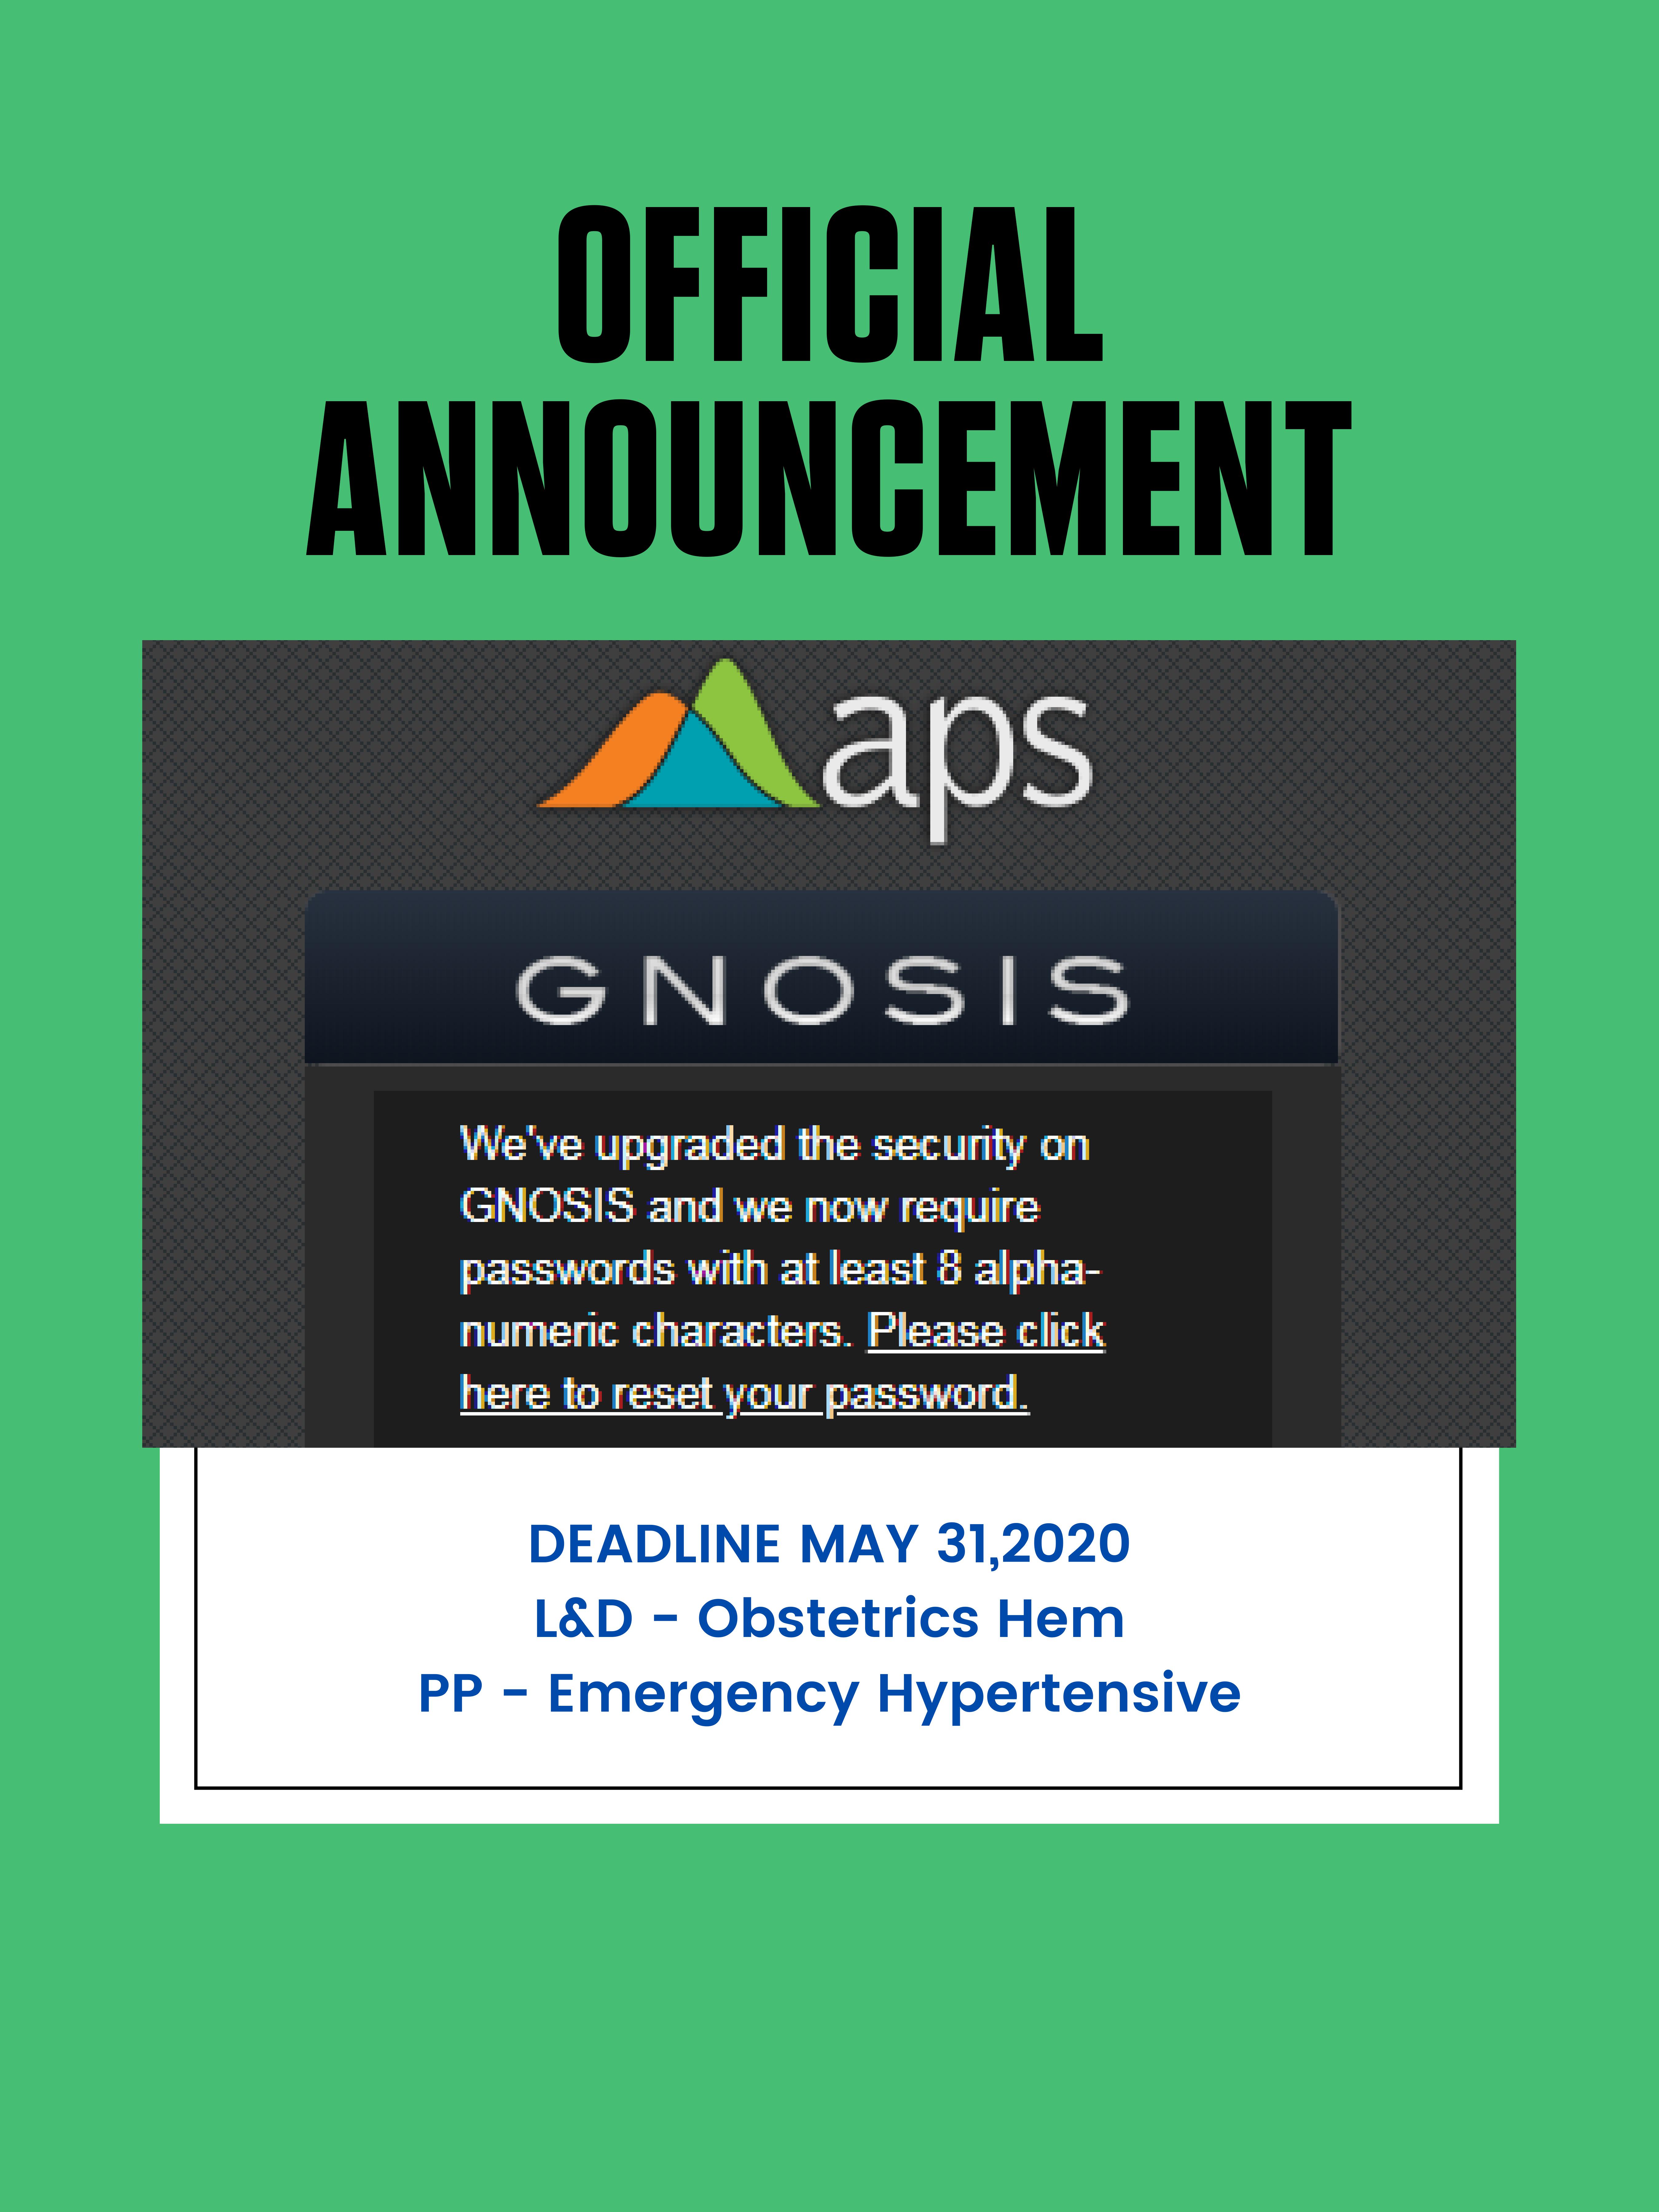 OFFICIAL
ANNOUNCEMENT
aps
GNOSIS
We've upgraded the security on
GNOSIS and we now require
passwords with at least 8 alpha-
numeric characters. Please click
here to reset your password.
DEADLINE MAY 31,2020
L&D - Obstetrics Hem
PP - Emergency Hypertensive